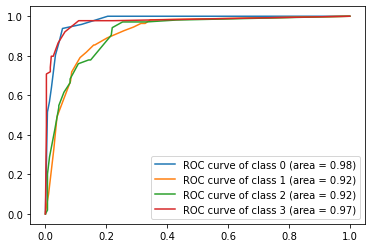 1.0
0.8
0.6
0.4
0.2
0.0
ROC curve of class 0 (area = 0.98)
ROC curve of class 1 (area = 0.92)
ROC curve of class 2 (area = 0.92)
ROC curve of class 3 (area = 0.97)
0.0 0.2 0.4 0.6 0.8 1.0